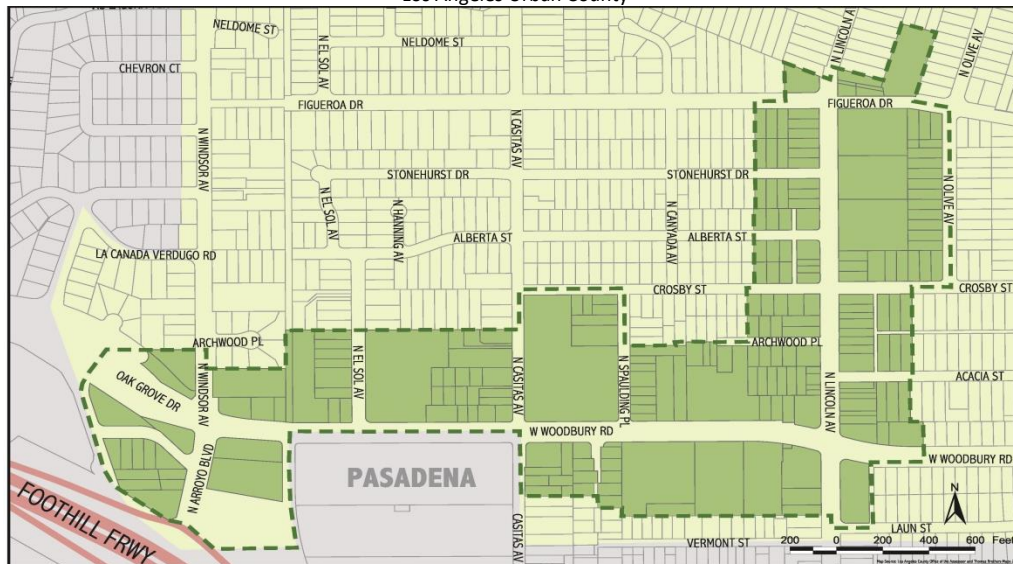 Los Angeles Urban County
NELDOME ST
N EL SOL AV
NELDOME ST
N LINCOLN AV
N OLIVE AV
CHEVRON CT
FIGUEROA DR
FIGUEROA DR
N WINDSOR AV
N CASITAS AV
STONEHURST DR
STONEHURST DR
N EL SOL AV
N HANNING AV
N CANYADA AV
N OLIVE AV
ALBERTA ST
ALBERTA ST
LA CANADA VERDUGO RD
CROSBY ST
CROSBY ST
ARCHWOOD PL
ARCHWOOD PL
OAK GROVE DR
N WINDSOR AV
N EL SOL AV
N CASITAS AV
N SPAULDING PL
N LINCOLN AV
ACACIA ST
W WOODBURY RD
W WOODBURY RD
N ARROYO BLVD
PASADENA
FOOTHILL FRWY
N
CASITAS AV
LAUN ST
VERMONT ST
200 0 200 400 600 Feet